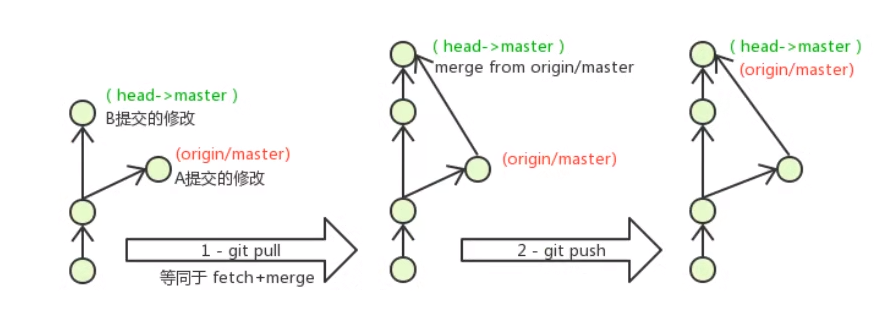 ( head->master )
B提交的修改
(origin/master)
A提交的修改
1 - git pull
等同于 fetch+merge
( head->master )
merge from origin/master
(origin/master)
2 - git push
( head->master )
(origin/master)